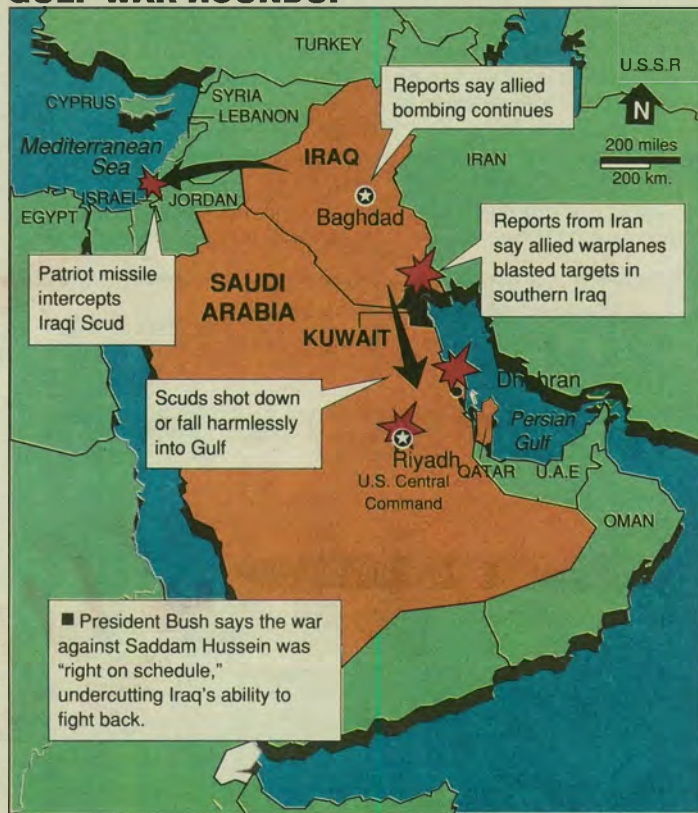 GULF WAR ROUNDUP
TURKEY
U.S.S.R
CYPRUS
SYRIA
LEBANON
Reports say allied
bombing continues
N
Mediterranean
Sea
IRAQ
IRAN
200 miles
200 km.
ISRAEL
JORDAN
EGYPT
Baghdad
Patriot missile
intercepts
Iraqi Scud
SAUDI
ARABIA
Reports from Iran
say allied warplanes
blasted targets in
southern Iraq
KUWAIT
Scuds shot down
or fall harmlessly
into Gulf
Dhahran
Persian
Gulf
Riyadh
U.S. Central
Command
QATAR
U.A.E
OMAN
■ President Bush says the war
against Saddam Hussein was
“right on schedule,”
undercutting Iraq's ability to
fight back.